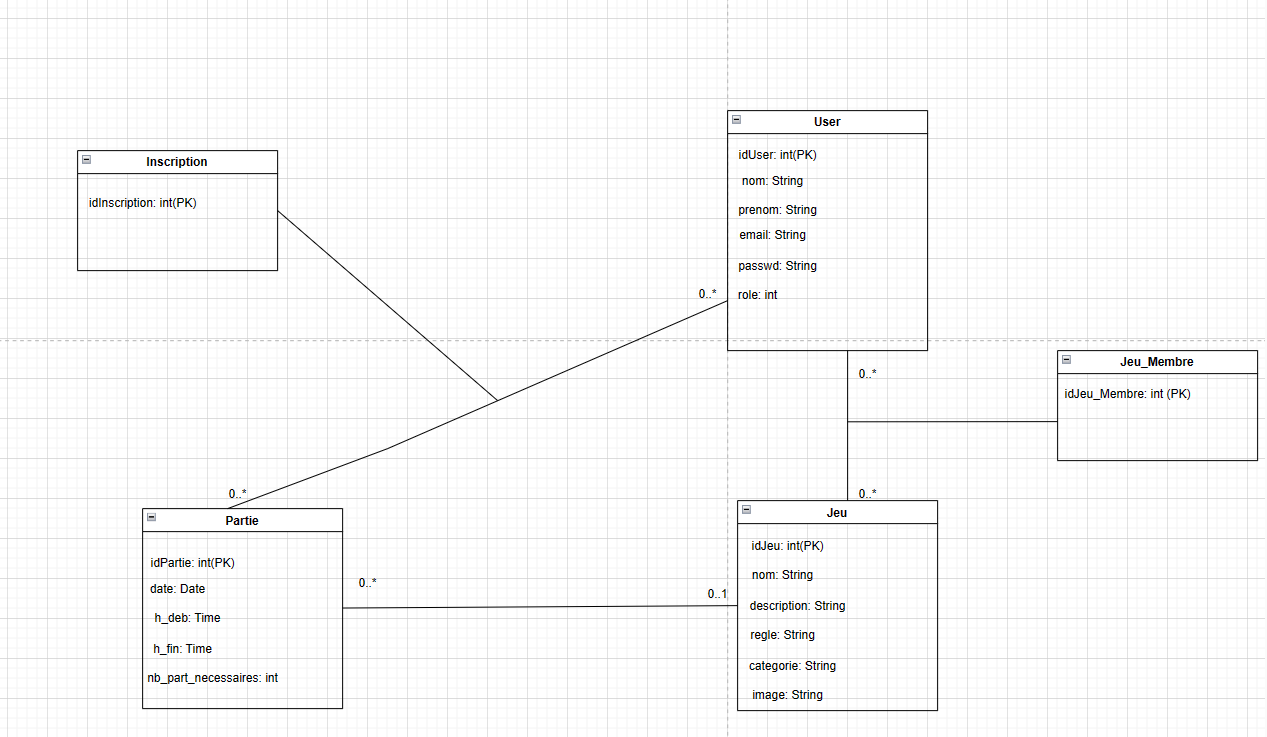 User
idUser: int(PK)
nom: String
prenom: String
email: String
passwd: String
role: int
0..*
0..*
Inscription
idInscription: int(PK)
Jeu_Membre
idJeu_Membre: int (PK)
0..*
0..*
Partie
idPartie: int(PK)
date: Date
h_deb: Time
h_fin: Time
nb_part_necessaires: int
0..*
0..1
Jeu
idJeu: int(PK)
nom: String
description: String
regle: String
categorie: String
image: String